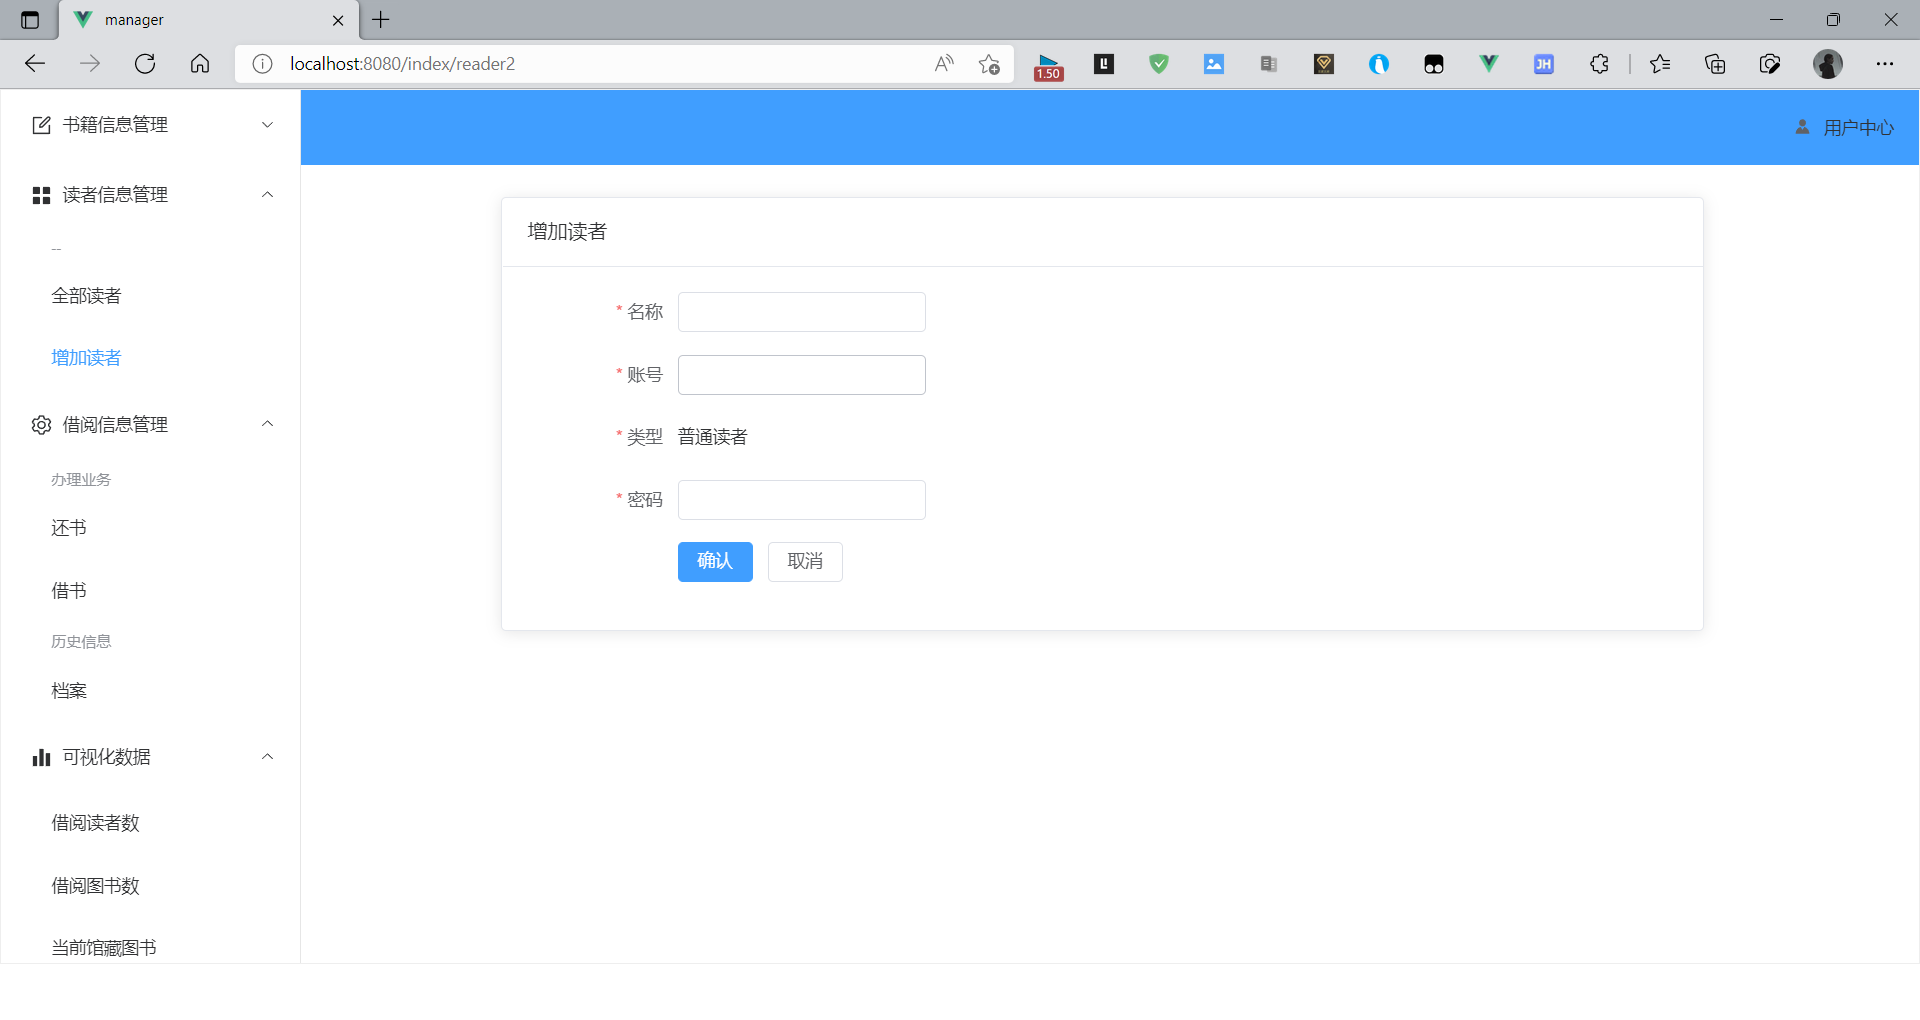 manager
localhost:8080/index/reader2
1.50
JH
书籍信息管理
用户中心
读者信息管理
--
全部读者
增加读者
借阅信息管理
办理业务
还书
借书
历史信息
档案
可视化数据
借阅读者数
借阅图书数
当前馆藏图书
增加读者
* 名称
* 账号
* 类型 普通读者
* 密码
确认 取消